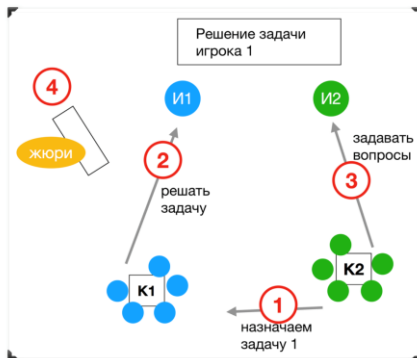 Решение задачи
игрока 1
4
И1
И2
жюри
2
решать
задачу
задавать
вопросы
3
К1
К2
1
назначаем
задачу 1